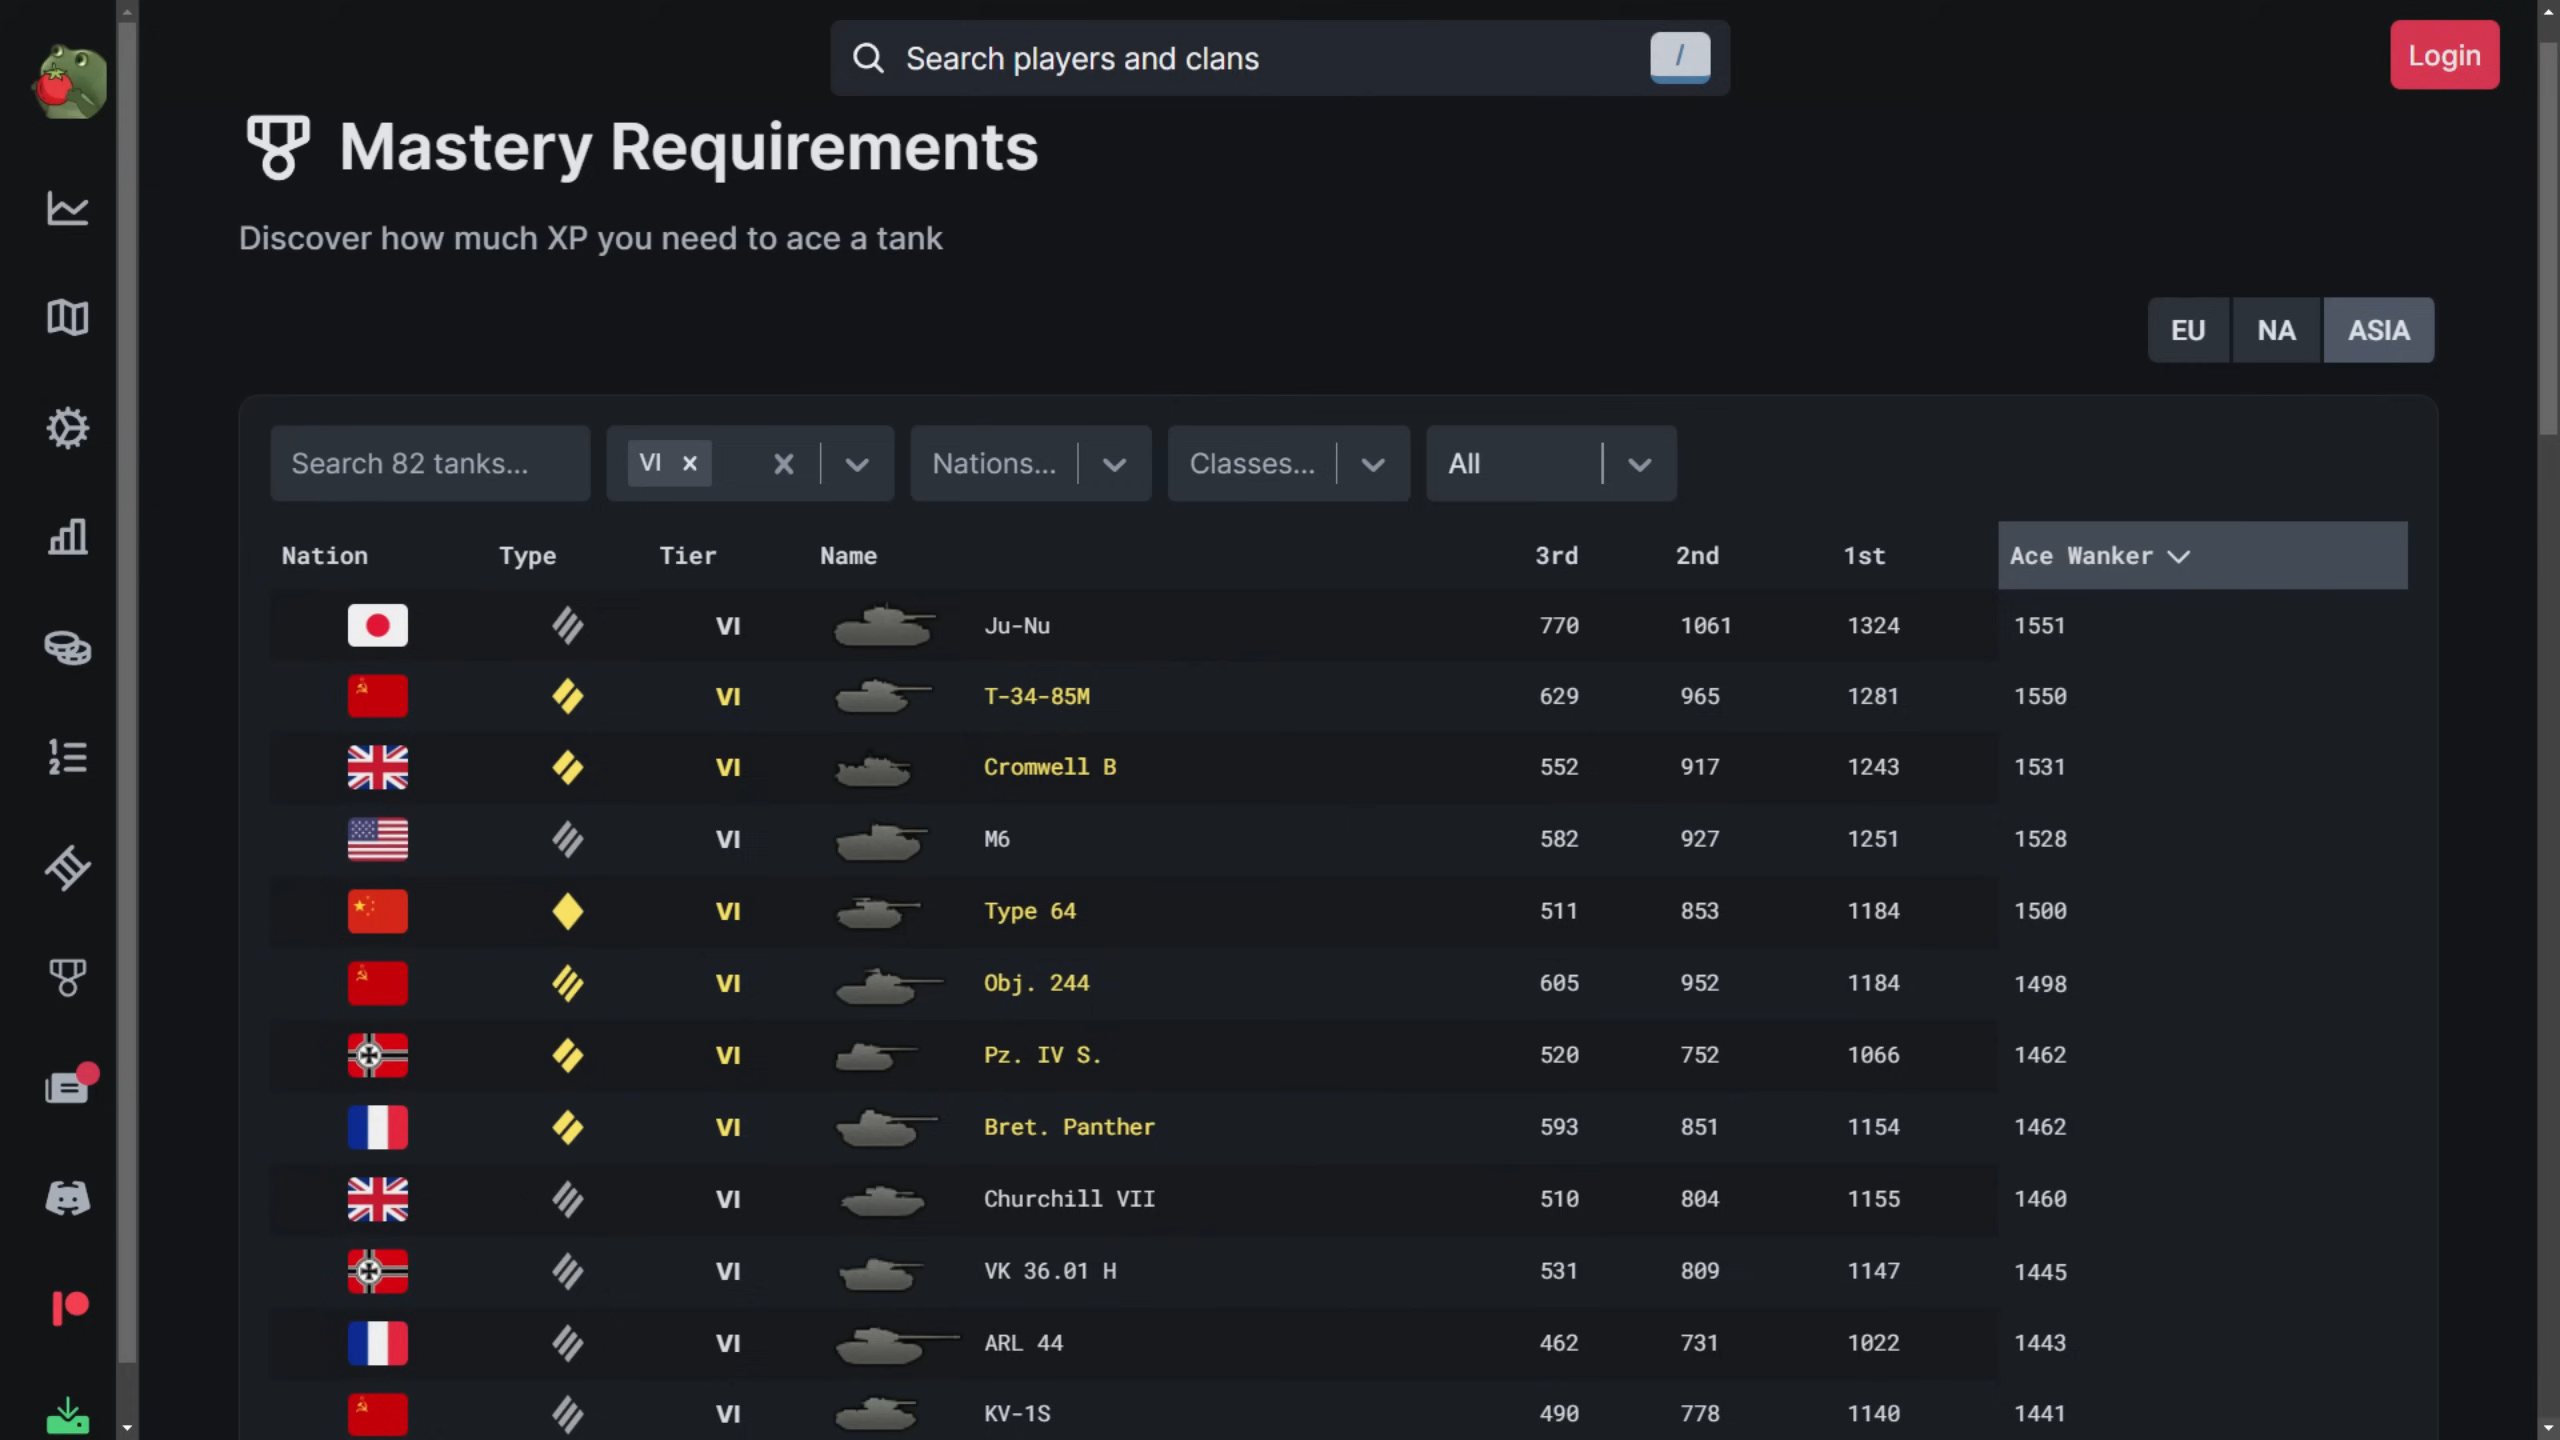 Search players and clans /
Login
Mastery Requirements
Discover how much XP you need to ace a tank
EU NA ASIA
Search 82 tanks... VI Nations... Classes... All
Nation Type Tier Name 3rd 2nd 1st Ace Wanker
VI Ju-Nu 770 1061 1324 1551
VI T-34-85M 629 965 1281 1550
VI Cromwell B 552 917 1243 1531
VI M6 582 927 1251 1528
VI Type 64 511 853 1184 1500
VI Obj. 244 605 952 1184 1498
VI Pz. IV S. 520 752 1066 1462
VI Bret. Panther 593 851 1154 1462
VI Churchill VII 510 804 1155 1460
VI VK 36.01 H 531 809 1147 1445
VI ARL 44 462 731 1022 1443
VI KV-1S 490 778 1140 1441